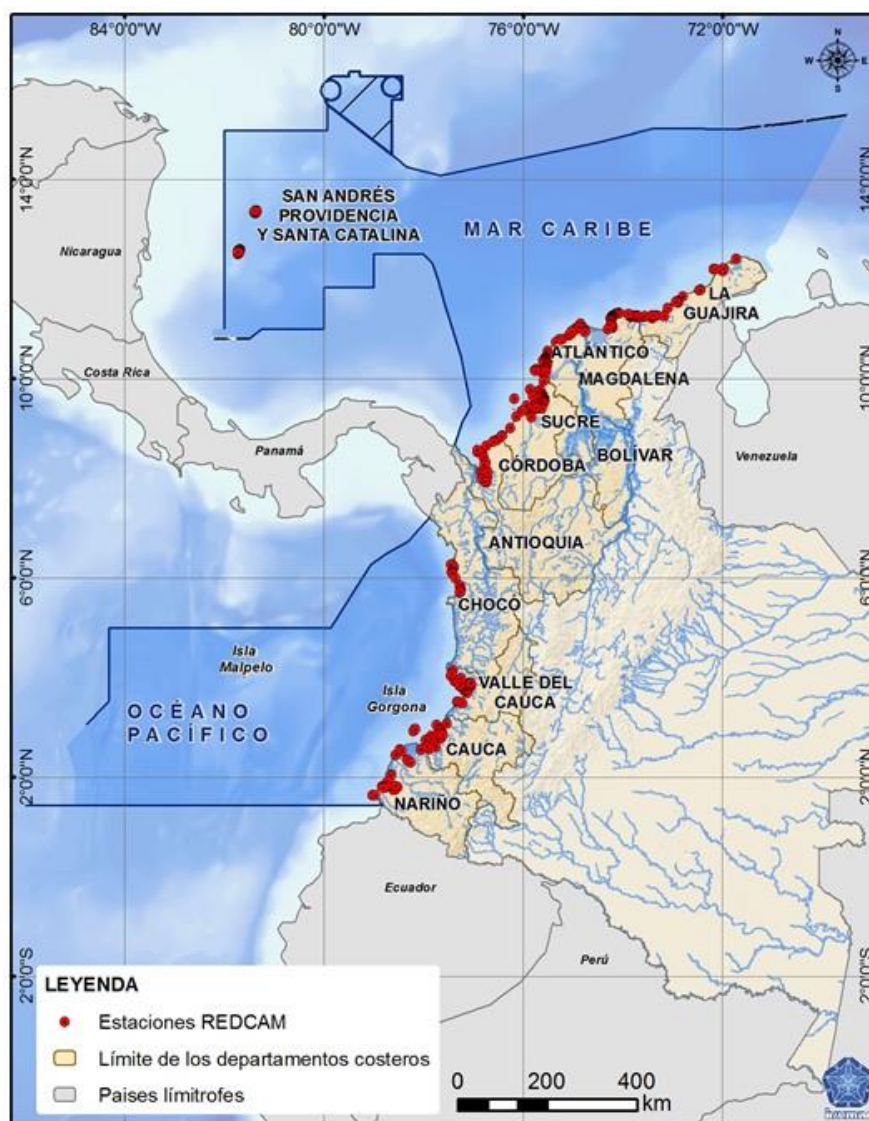 84°0'0"W
80°0'0"W
76°0'0"W
72°0'0"W
N
W
E
S
14°0'0"N
14°0'0"N
SAN ANDRÉS
PROVIDENCIA
Y SANTA CATALINA
MAR CARIBE
Nicaragua
LA
GUAJIRA
Costa Rica
10°0'0"N
10°0'0"N
ATLÁNTICO
MAGDALENA
SUCRE
Panamá
BOLÍVAR
Venezuela
CÓRDOBA
ANTIOQUIA
6°0'0"N
6°0'0"N
CHOCÓ
Isla
Malpelo
VALLE DEL
CAUCA
Isla
Gorgona
OCÉANO
PACÍFICO
CAUCA
2°0'0"N
2°0'0"N
NARIÑO
Ecuador
Perú
2°0'0"S
2°0'0"S
LEYENDA
Estaciones REDCAM
Límite de los departamentos costeros
Paises límitrofes
0 200 400
km